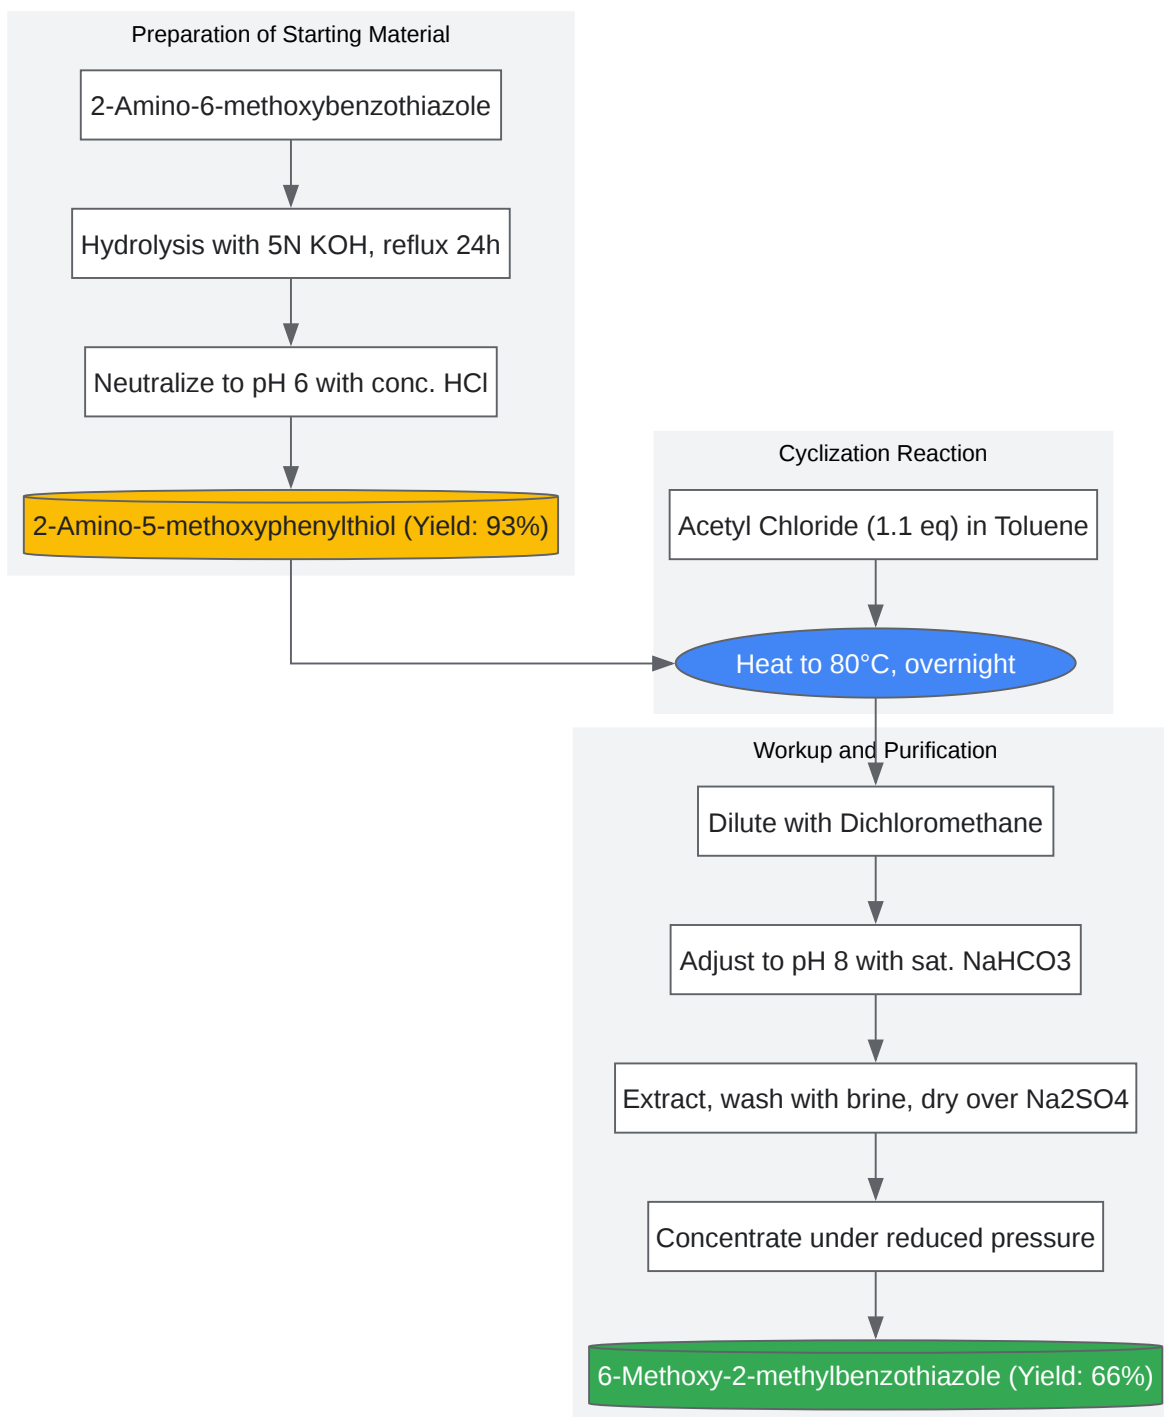 Preparation of Starting Material
2-Amino-6-methoxybenzothiazole
Hydrolysis with 5N KOH, reflux 24h
Neutralize to pH 6 with conc. HCl
2-Amino-5-methoxyphenylthiol (Yield: 93%)
Cyclization Reaction
Acetyl Chloride (1.1 eq) in Toluene
Heat to 80°C, overnight
Workup and Purification
Dilute with Dichloromethane
Adjust to pH 8 with sat. NaHCO3
Extract, wash with brine, dry over Na2SO4
Concentrate under reduced pressure
6-Methoxy-2-methylbenzothiazole (Yield: 66%)